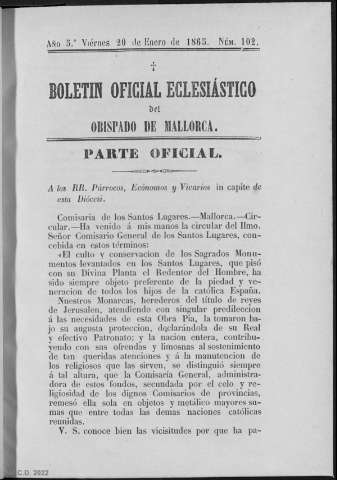 Año 5.º Viérnes 20 de Enero de 1865. Núm. 102.
BOLETIN OFICIAL ECLESIÁSTICO
del
OBISPADO DE MALLORCA.
PARTE OFICIAL.
A los RR. Párrocos, Ecónomos y Vicarios in capite de
esta Diócesi.
Comisaria de los Santos Lugares.—Mallorca.—Cir-
cular.—Ha venido á mis manos la circular del Ilmo.
Señor Comisario General de los Santos Lugares, con-
cebida en estos términos:
«El culto y conservacion de los Sagrados Monu-
mentos levantados en los Santos Lugares, que pisó
con su Divina Planta el Redentor del Hombre, ha
sido siempre objeto preferente de la piedad y ve-
neracion de todos los hijos de la católica España.
Nuestros Monarcas, herederos del título de reyes
de Jerusalen, atendiendo con singular predileccion
á las necesidades de esta Obra Pía, la tomaron ba-
jo su augusta proteccion, declarándola de su Real
y efectivo Patronato; y la nacion entera, contribu-
yendo con sus ofrendas y limosnas al sostenimiento
de tan queridas atenciones y á la manutencion de
los religiosos que las sirven, se distinguió siempre
á tal altura, que la Comisaría General, administra-
dora de estos fondos, secundada por el celo y re-
ligiosidad de los dignos Comisarios de provincias,
remesó ella sola en objetos y metálico mayores su-
mas que entre todas las demas naciones católicas
reunidas.
V. S. conoce bien las vicisitudes por que ha pa-
C.D. 2022